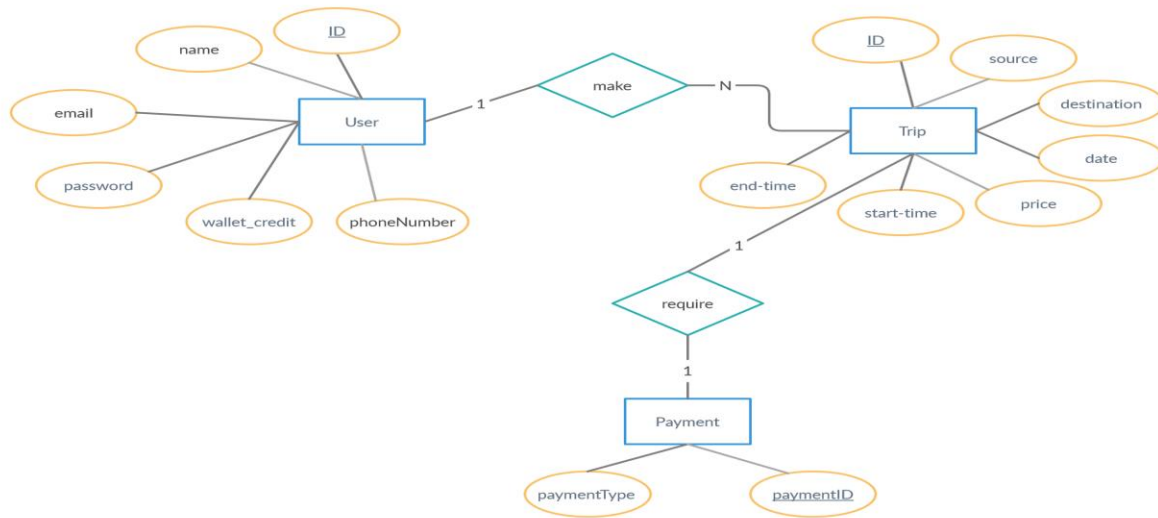 ID
name
ID
source
make
1
N
email
User
Trip
destination
date
password
end-time
wallet_credit
phoneNumber
start-time
price
1
require
1
Payment
paymentType
paymentID